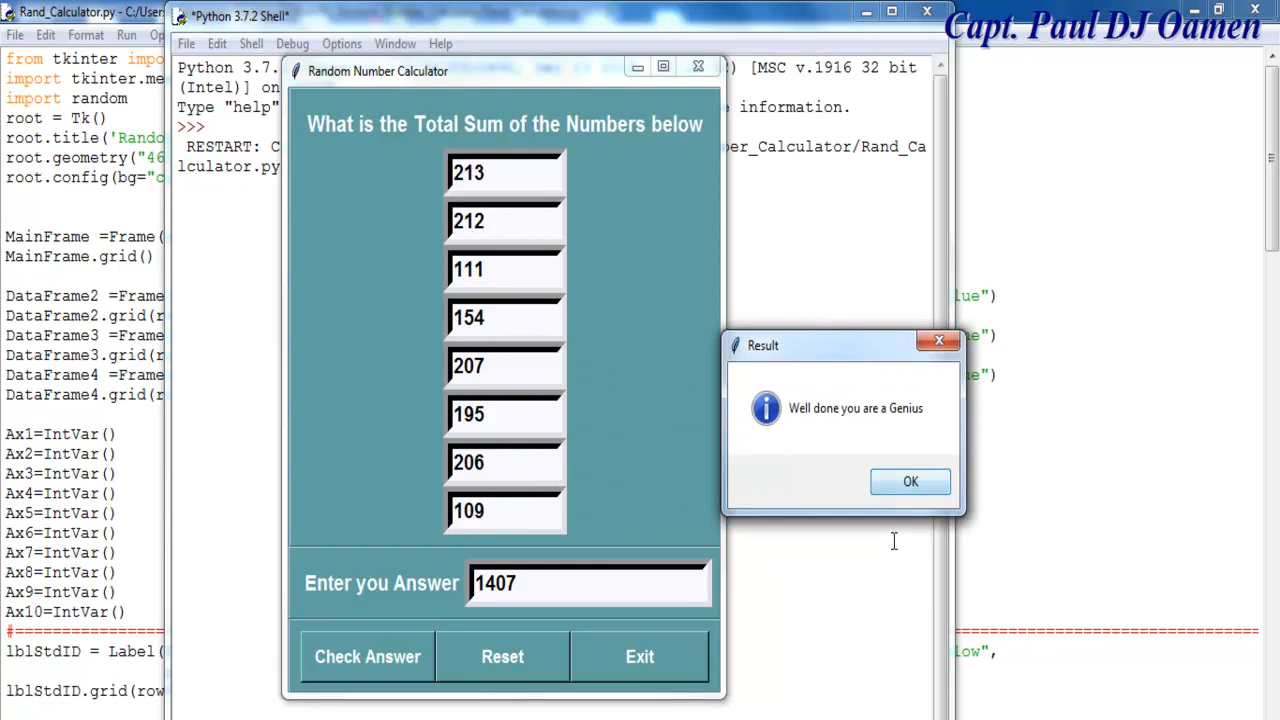 Rand_Calculator.py - C:/Users
File Edit Format Run
from tkinter impo
import tkinter.me
import random
root = Tk()
root.title('Rando
root.geometry("46
root.config(bg="c
MainFrame =Frame(
MainFrame.grid()
DataFrame2 =Frame
DataFrame2.grid(r
DataFrame3 =Frame
DataFrame3.grid(r
DataFrame4 =Frame
DataFrame4.grid(r
Ax1=IntVar()
Ax2=IntVar()
Ax3=IntVar()
Ax4=IntVar()
Ax5=IntVar()
Ax6=IntVar()
Ax7=IntVar()
Ax8=IntVar()
Ax9=IntVar()
Ax10=IntVar()
#=====
lblStdID = Label(
lblStdID.grid(row
*Python 3.7.2 Shell*
File Edit Shell Debug Options Window Help
Python 3.7. ) [MSC v.1916 32 bit
(Intel)] on
Type "help" information.
>>>
RESTART: C er_Calculator/Rand_Ca
lculator.py
Capt. Paul DJ Oamen
Random Number Calculator
What is the Total Sum of the Numbers below
213
212
111
154
207
195
206
109
Enter you Answer 1407
Check Answer Reset Exit
Result
Well done you are a Genius
OK
lue")
ue")
ue")
low",